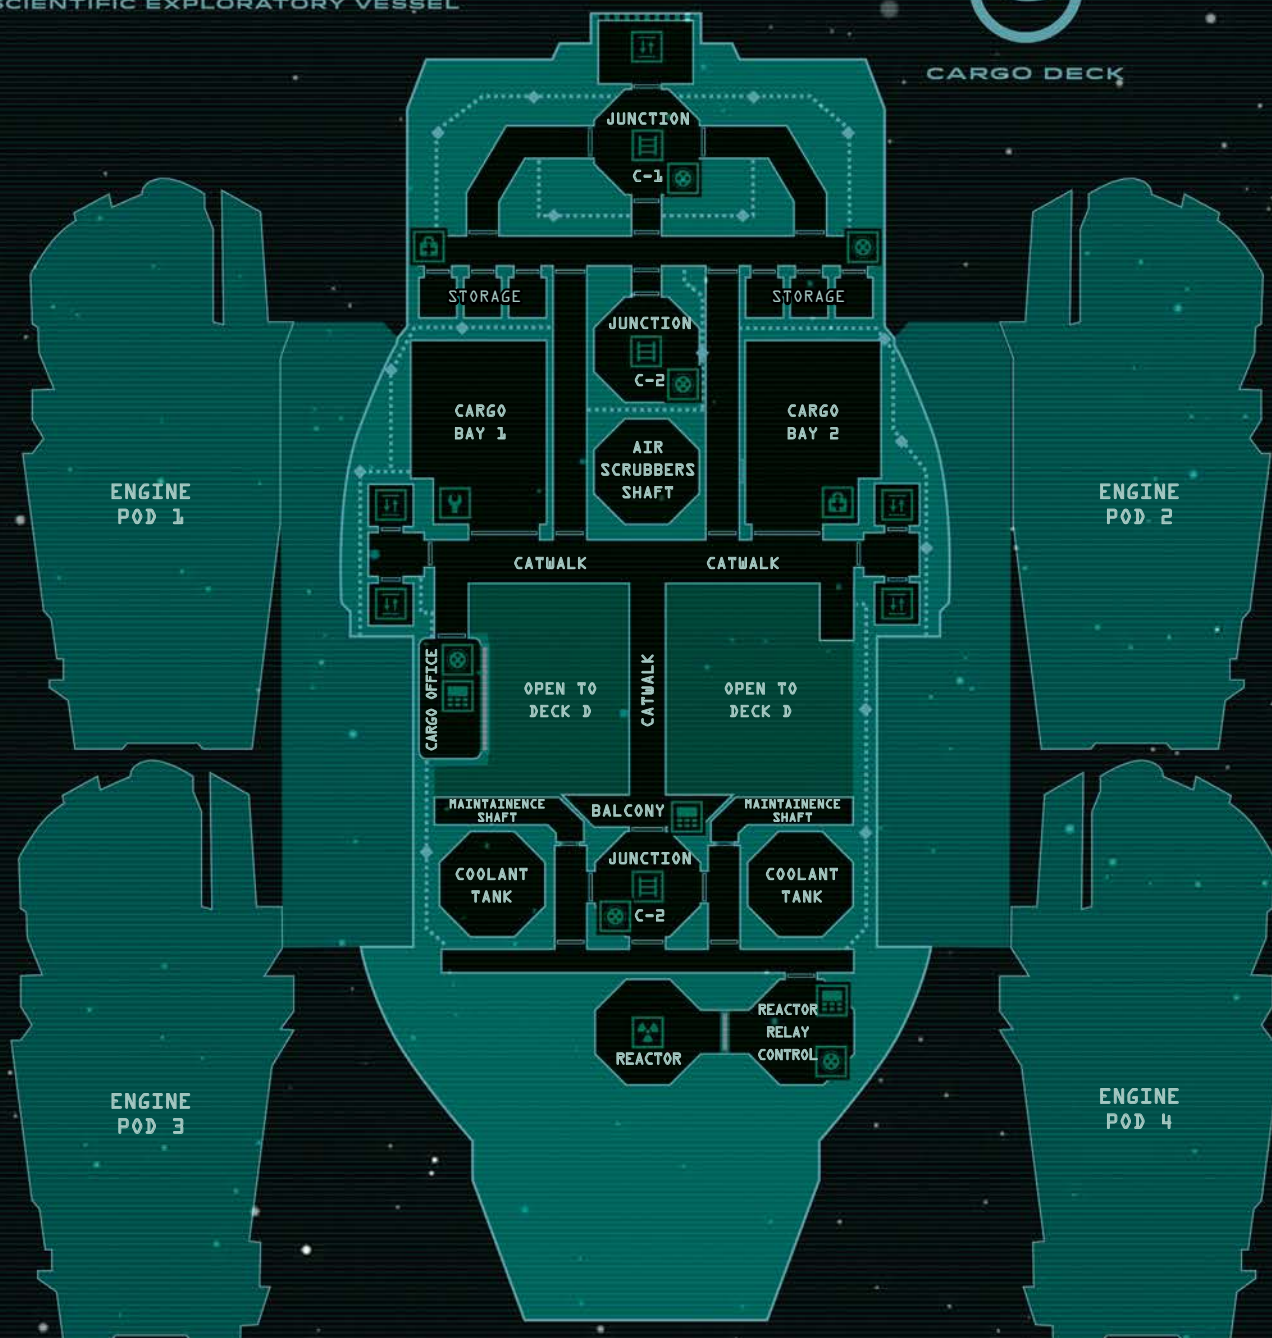 SCIENTIFIC EXPLORATORY VESSEL
CARGO DECK
JUNCTION
C-1
STORAGE
STORAGE
JUNCTION
C-2
CARGO
BAY 1
CARGO
BAY 2
AIR
SCRUBBERS
SHAFT
ENGINE
POD 1
ENGINE
POD 2
CATWALK
CATWALK
CARGO OFFICE
OPEN TO
DECK D
CATWALK
OPEN TO
DECK D
MAINTAINENCE
SHAFT
BALCONY
MAINTAINENCE
SHAFT
JUNCTION
C-2
COOLANT
TANK
COOLANT
TANK
REACTOR
REACTOR
RELAY
CONTROL
ENGINE
POD 3
ENGINE
POD 4